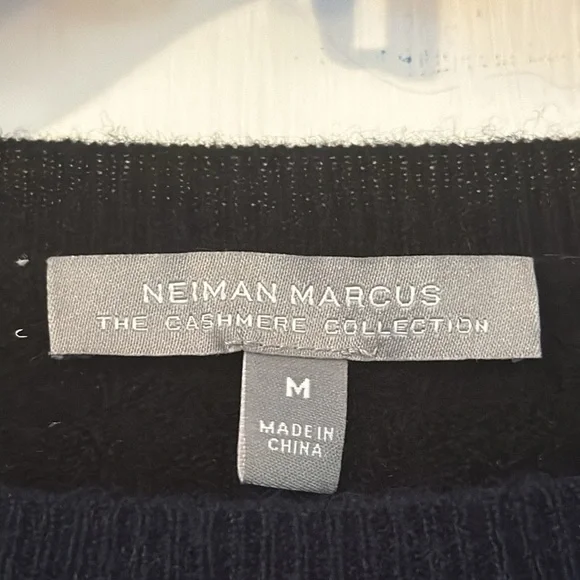 NEIMAN MARCUS
THE CASHMERE COLLECTION
M
MADE IN
CHINA